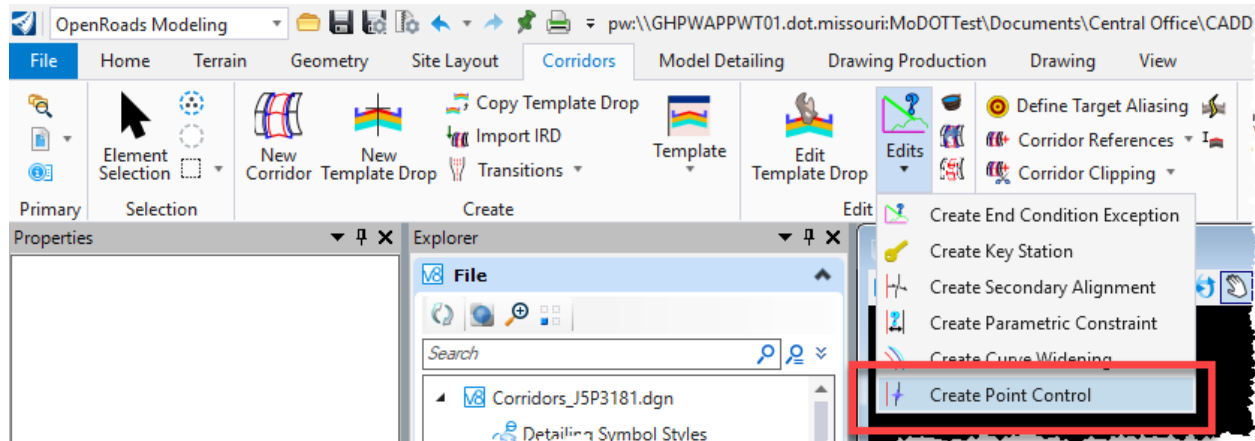 OpenRoads Modeling pw:\\GHPWAPPWT01.dot.missouri:MoDOTTest\Documents\Central Office\CADD
File Home Terrain Geometry Site Layout Corridors Model Detailing Drawing Production Drawing View
Element Selection
New Corridor
New Template Drop
Copy Template Drop
Import IRD
Transitions
Template
Edit Template Drop
Edits
Define Target Aliasing
Corridor References
Corridor Clipping
Primary Selection Create Edit
Create End Condition Exception
Create Key Station
Create Secondary Alignment
Create Parametric Constraint
Create Curve Widening
Create Point Control
Properties
Explorer
File
Search
Corridors_J5P3181.dgn
Detailing Symbol Styles